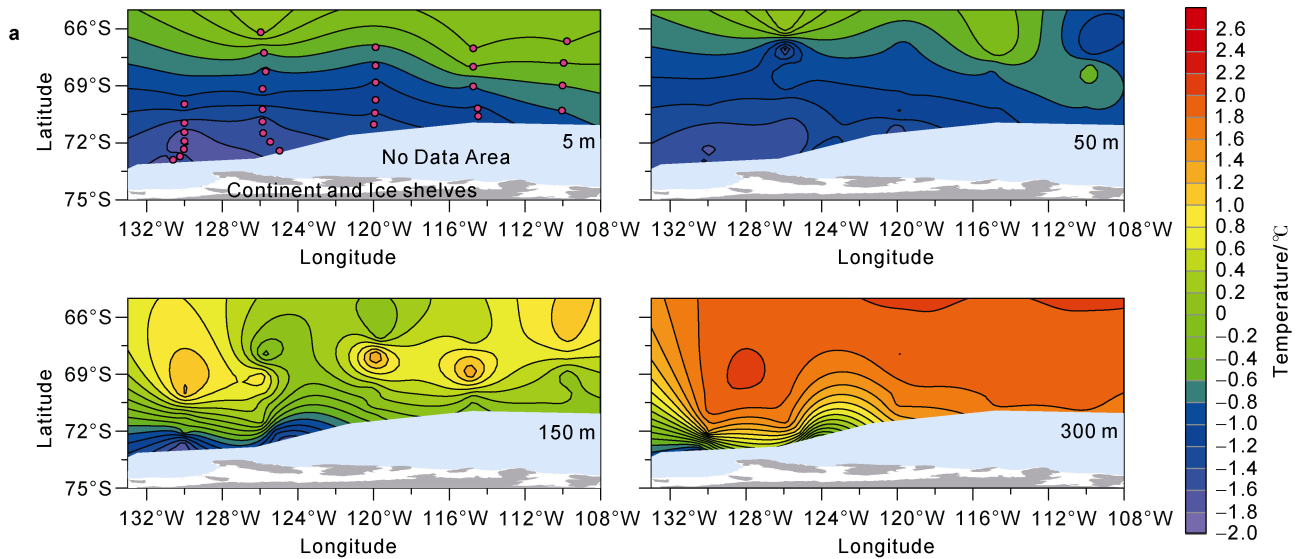 a
66°S
69°S
72°S
75°S
Latitude
5 m
No Data Area
Continent and Ice shelves
132°W 128°W 124°W 120°W 116°W 112°W 108°W
Longitude
50 m
132°W 128°W 124°W 120°W 116°W 112°W 108°W
Longitude
66°S
69°S
72°S
75°S
Latitude
150 m
132°W 128°W 124°W 120°W 116°W 112°W 108°W
Longitude
300 m
132°W 128°W 124°W 120°W 116°W 112°W 108°W
Longitude
2.6
2.4
2.2
2.0
1.8
1.6
1.4
1.2
1.0
0.8
0.6
0.4
0.2
0
−0.2
−0.4
−0.6
−0.8
−1.0
−1.2
−1.4
−1.6
−1.8
−2.0
Temperature/℃